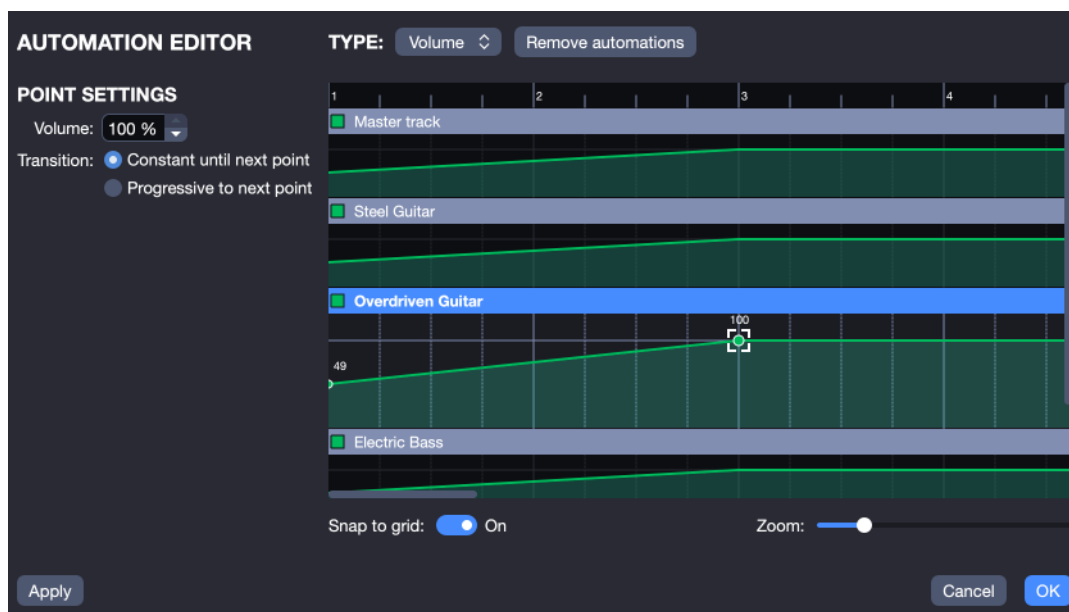 AUTOMATION EDITOR
TYPE: Volume Remove automations
POINT SETTINGS
Volume: 100 %
Transition: Constant until next point
Progressive to next point
1 2 3 4
Master track
Steel Guitar
Overdriven Guitar
100
49
Electric Bass
Snap to grid: On Zoom:
Apply Cancel OK